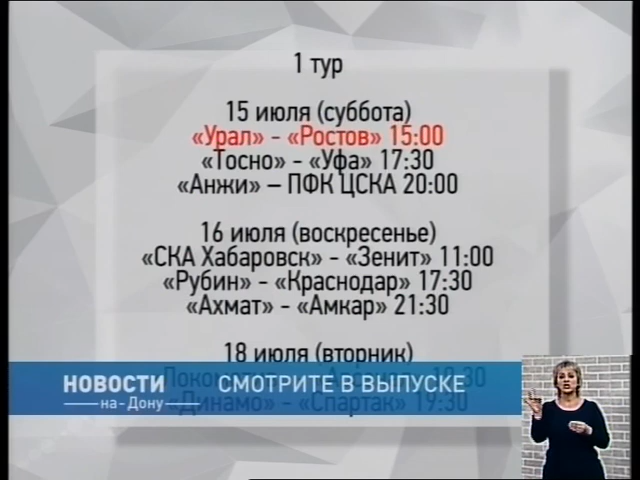 1 тур
15 июля (суббота)
«Урал» - «Ростов» 15:00
«Тосно» - «Уфа» 17:30
«Анжи» – ПФК ЦСКА 20:00
16 июля (воскресенье)
«СКА Хабаровск» - «Зенит» 11:00
«Рубин» - «Краснодар» 17:30
«Ахмат» - «Амкар» 21:30
18 июля (вторник)
«Динамо» - «Спартак» 19:30
НОВОСТИ
на-Дону
СМОТРИТЕ В ВЫПУСКЕ